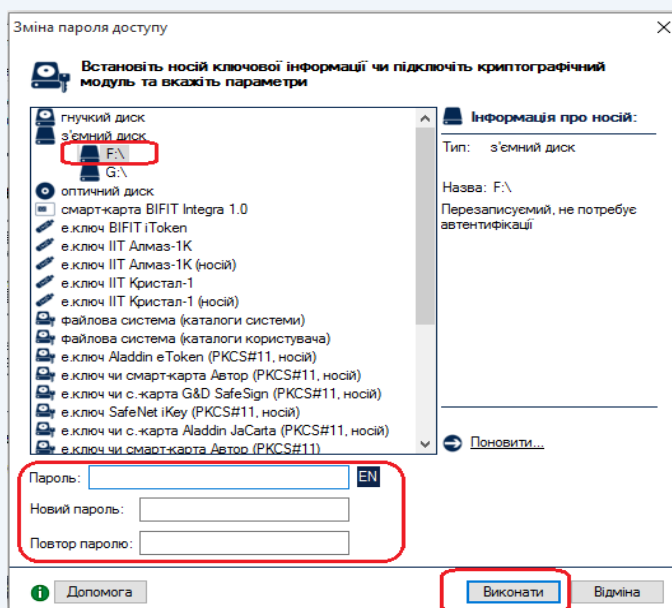 Зміна пароля доступу
Встановіть носій ключової інформації чи підключіть криптографічний
модуль та вкажіть параметри
гнучкий диск
з'ємний диск
F:\
G:\
оптичний диск
смарт-карта BIFIT Integra 1.0
е.ключ BIFIT iToken
е.ключ ІІТ Алмаз-1К
е.ключ ІІТ Алмаз-1К (носій)
е.ключ ІІТ Кристал-1
е.ключ ІІТ Кристал-1 (носій)
файлова система (каталоги системи)
файлова система (каталоги користувача)
е.ключ Aladdin eToken (PKCS#11, носій)
е.ключ чи смарт-карта Автор (PKCS#11, носій)
е.ключ чи с.-карта G&D SafeSign (PKCS#11, носій)
е.ключ SafeNet iKey (PKCS#11, носій)
е.ключ чи с.-карта Aladdin JaCarta (PKCS#11, носій)
е.ключ чи смарт-карта Автор (PKCS#11)
Інформація про носій:
Тип: з'ємний диск
Назва: F:\
Перезаписуємий, не потребує
автентифікації
Поновити...
Пароль:
EN
Новий пароль:
Повтор паролю:
Допомога
Виконати
Відміна